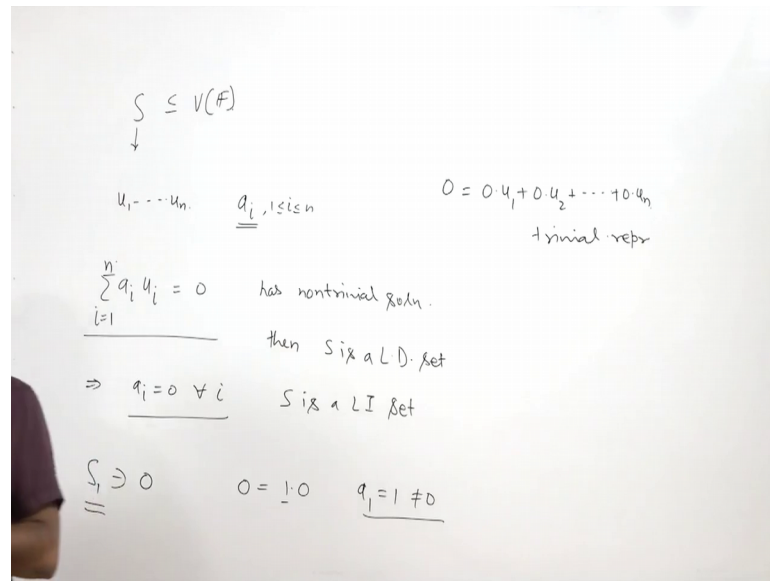 S ⊆ V(F)
↓
u₁ - - - uₙ. aᵢ, 1≤i≤n
0 = 0·u₁ + 0·u₂ + ··· + 0·uₙ
trivial repr
n
∑ aᵢ uᵢ = 0 has nontrivial soln.
i=1
then S is a L.D. set
⇒ aᵢ = 0 ∀ i S is a LI set
S₁ ∋ 0 0 = 1·0 a₁ = 1 ≠ 0